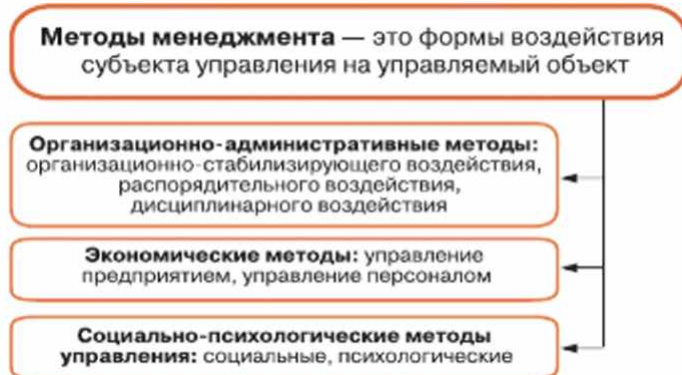 Методы менеджмента — это формы воздействия
субъекта управления на управляемый объект
Организационно-административные методы:
организационно-стабилизирующего воздействия,
распорядительного воздействия,
дисциплинарного воздействия
Экономические методы: управление
предприятием, управление персоналом
Социально-психологические методы
управления: социальные, психологические